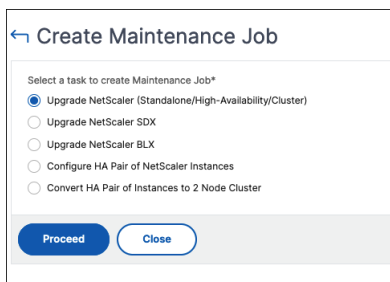 Create Maintenance Job
Select a task to create Maintenance Job*
Upgrade NetScaler (Standalone/High-Availability/Cluster)
Upgrade NetScaler SDX
Upgrade NetScaler BLX
Configure HA Pair of NetScaler Instances
Convert HA Pair of Instances to 2 Node Cluster
Proceed
Close